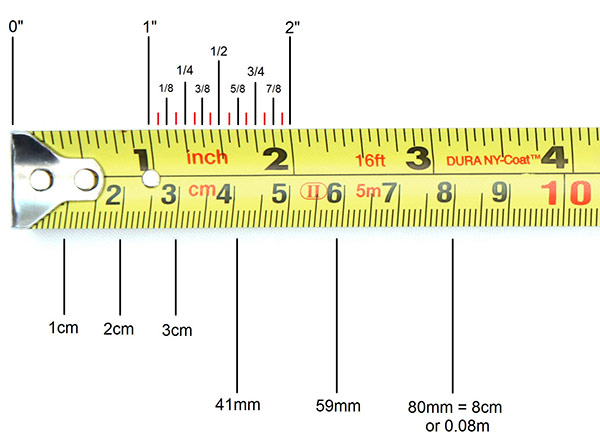 0" 1" 2"
1/2
1/4 3/4
1/8 3/8 5/8 7/8
1 inch 2 16ft 3 DURA NY-Coat™ 4
2 3 cm 4 5 II 6 5m 7 8 9 10
1cm 2cm 3cm
41mm 59mm 80mm = 8cm
or 0.08m